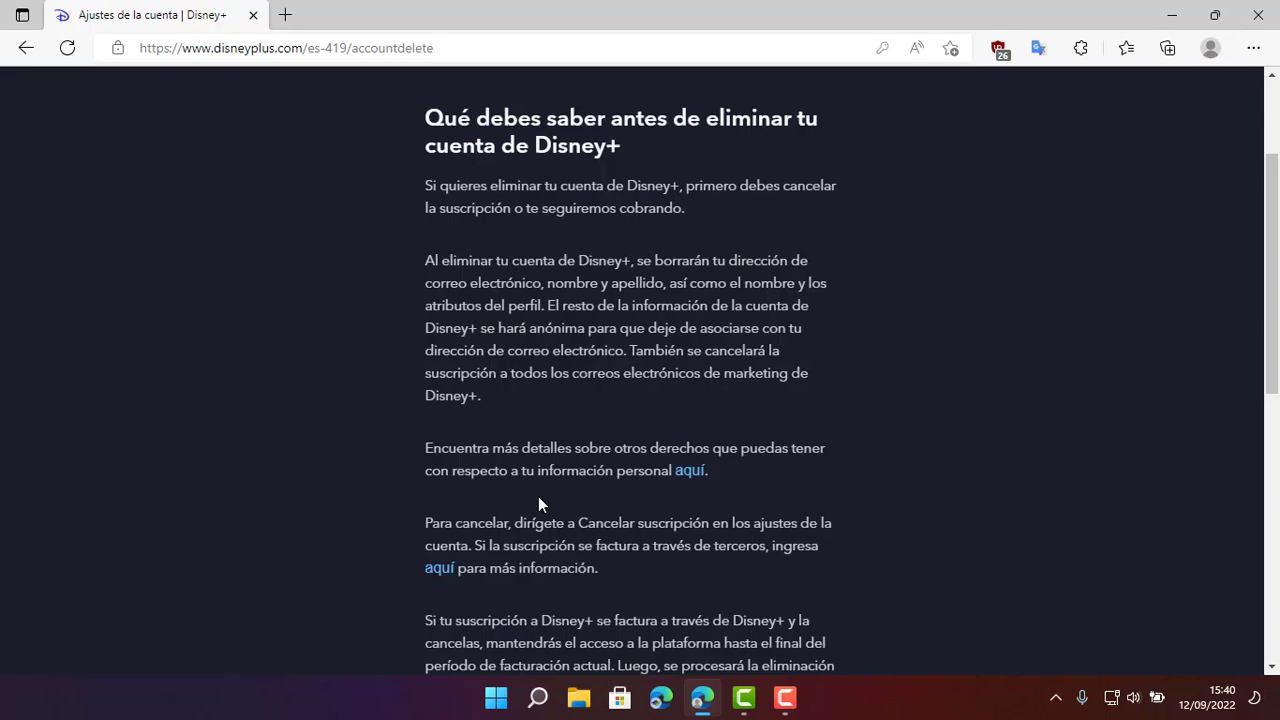 Ajustes de la cuenta | Disney+
https://www.disneyplus.com/es-419/accountdelete
26
Qué debes saber antes de eliminar tu
cuenta de Disney+
Si quieres eliminar tu cuenta de Disney+, primero debes cancelar
la suscripción o te seguiremos cobrando.
Al eliminar tu cuenta de Disney+, se borrarán tu dirección de
correo electrónico, nombre y apellido, así como el nombre y los
atributos del perfil. El resto de la información de la cuenta de
Disney+ se hará anónima para que deje de asociarse con tu
dirección de correo electrónico. También se cancelará la
suscripción a todos los correos electrónicos de marketing de
Disney+.
Encuentra más detalles sobre otros derechos que puedas tener
con respecto a tu información personal aquí.
Para cancelar, dirígete a Cancelar suscripción en los ajustes de la
cuenta. Si la suscripción se factura a través de terceros, ingresa
aquí para más información.
Si tu suscripción a Disney+ se factura a través de Disney+ y la
cancelas, mantendrás el acceso a la plataforma hasta el final del
período de facturación actual. Luego, se procesará la eliminación
15:40
12/09/2022